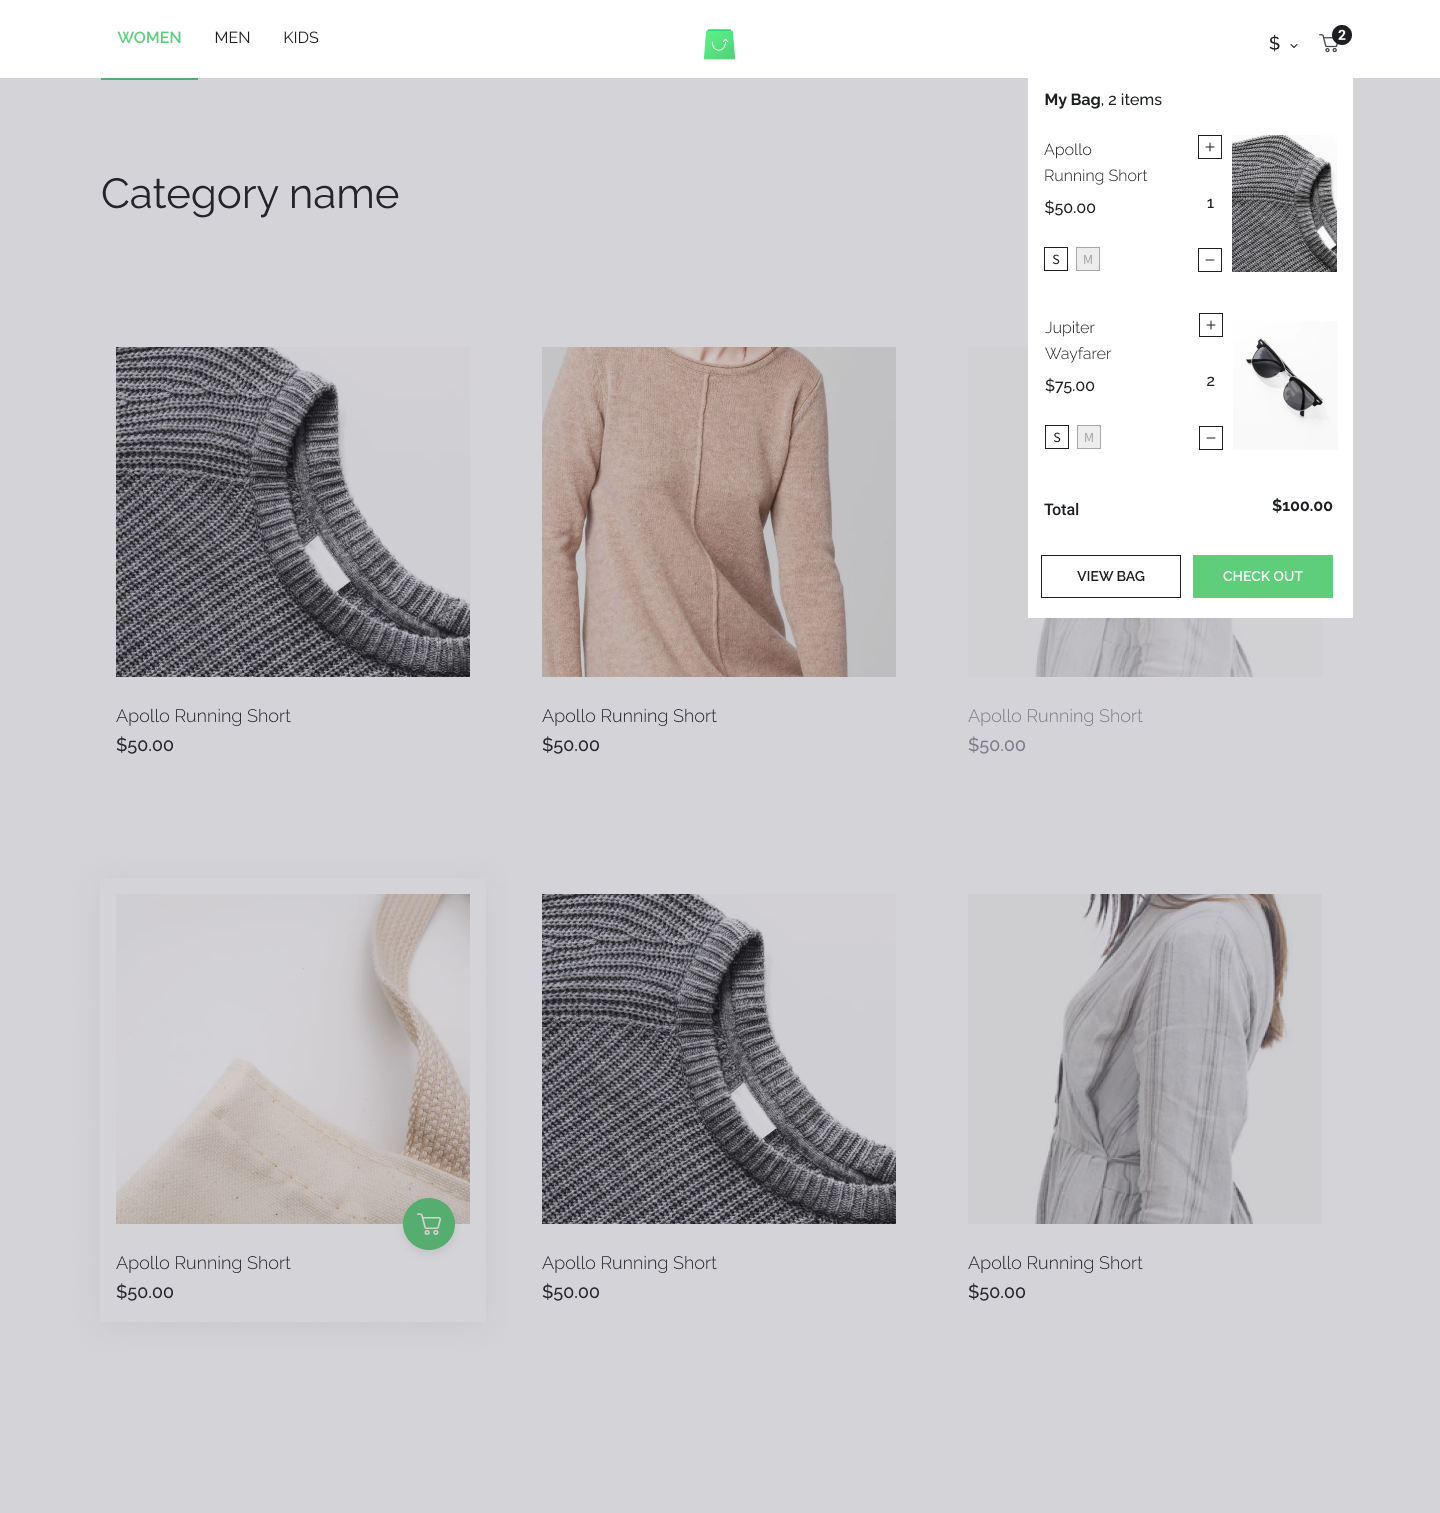 WOMEN MEN KIDS
$ 2
My Bag, 2 items
Apollo
Running Short
$50.00
+
1
−
S M
Jupiter
Wayfarer
$75.00
+
2
−
S M
Total $100.00
VIEW BAG CHECK OUT
Category name
Apollo Running Short
$50.00
Apollo Running Short
$50.00
Apollo Running Short
$50.00
Apollo Running Short
$50.00
Apollo Running Short
$50.00
Apollo Running Short
$50.00